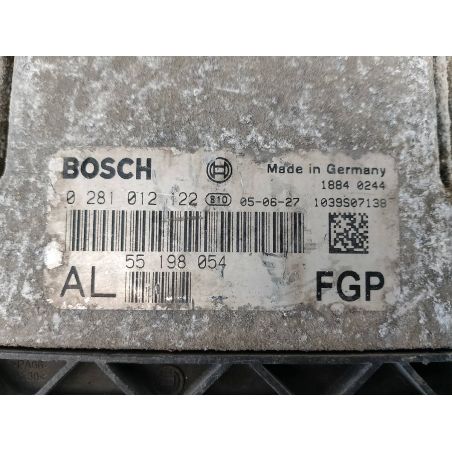 BOSCH Made in Germany
1884 0244
0 281 012 122 810 05-06-27 1039S07138
55 198 054
AL FGP